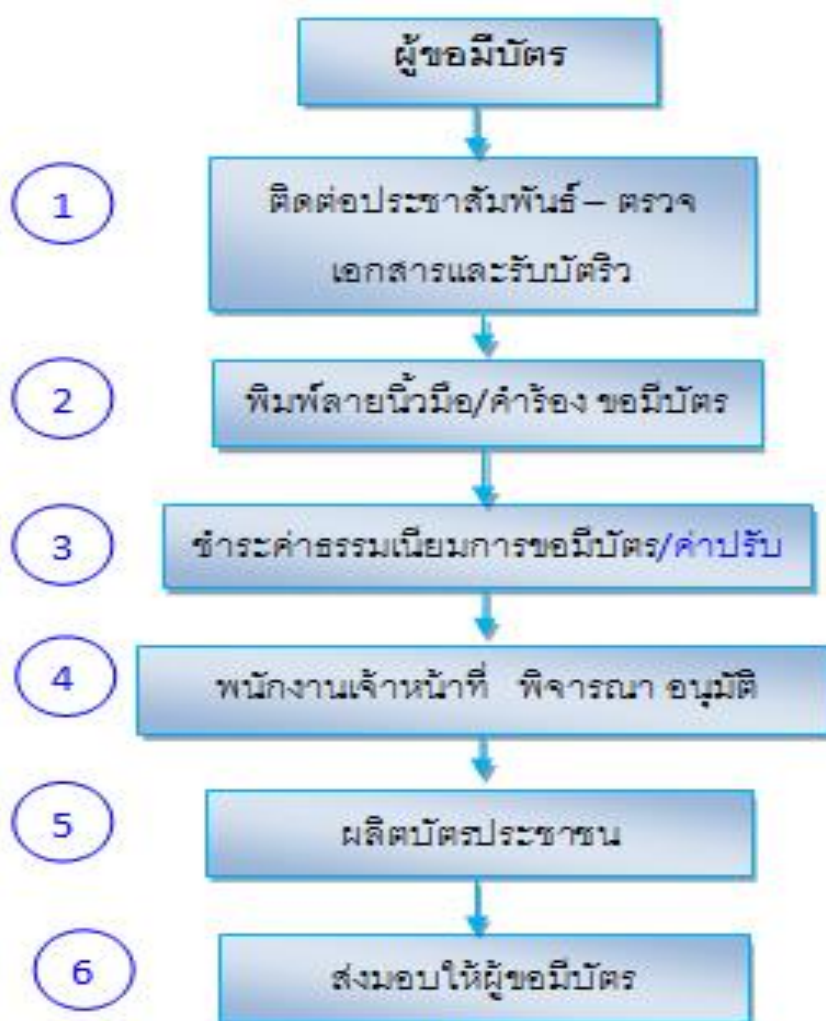 ผู้ขอมีบัตร
1
ติดต่อประชาสัมพันธ์ – ตรวจ
เอกสารและรับบัตริว
2
พิมพ์ลายนิ้วมือ/คำร้อง ขอมีบัตร
3
ชำระค่าธรรมเนียมการขอมีบัตร/ค่าปรับ
4
พนักงานเจ้าหน้าที่ พิจารณา อนุมัติ
5
ผลิตบัตรประชาชน
6
ส่งมอบให้ผู้ขอมีบัตร